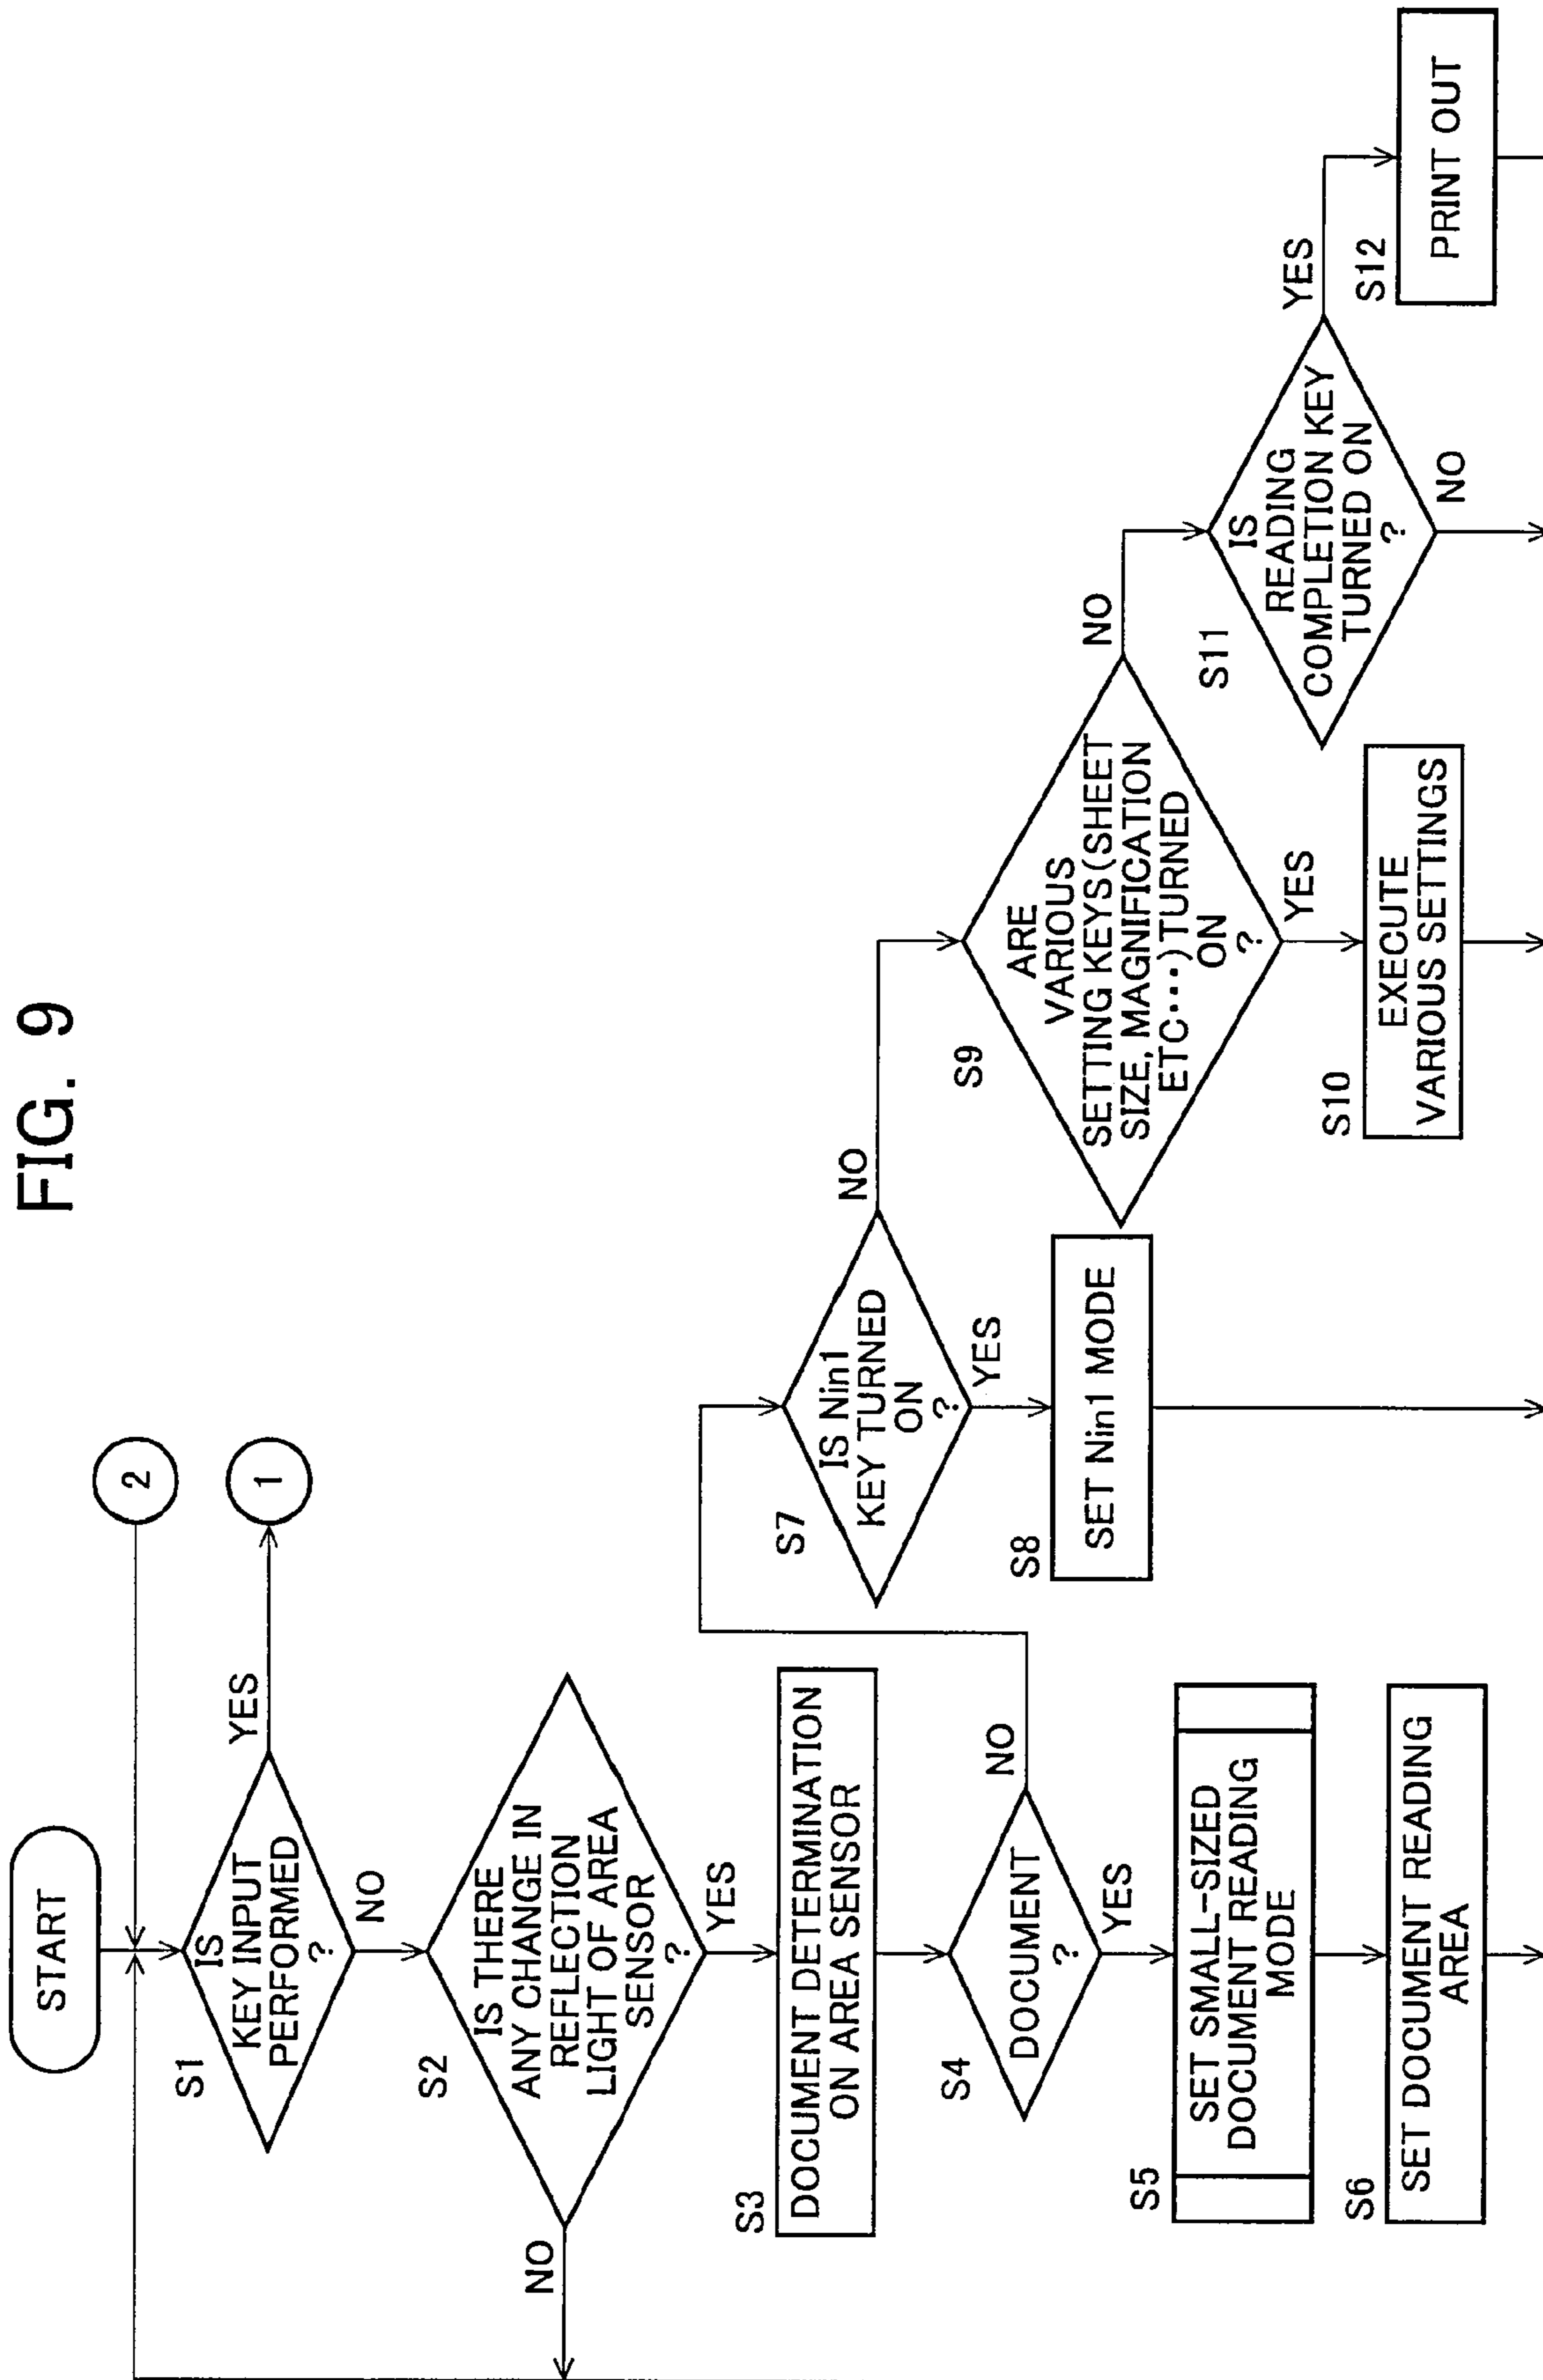 FIG. 9
START
2
S1
IS
KEY INPUT
PERFORMED
?
YES
1
NO
S2
IS THERE
ANY CHANGE IN
REFLECTION
LIGHT OF AREA
SENSOR
?
NO
YES
S3
DOCUMENT DETERMINATION
ON AREA SENSOR
S4
DOCUMENT
?
NO
YES
S5
SET SMALL-SIZED
DOCUMENT READING
MODE
S6
SET DOCUMENT READING
AREA
S7
IS Nin1
KEY TURNED
ON
?
NO
YES
S8
SET Nin1 MODE
S9
ARE
VARIOUS
SETTING KEYS(SHEET
SIZE, MAGNIFICATION
ETC···)TURNED
ON
?
NO
YES
S10
EXECUTE
VARIOUS SETTINGS
S11
IS
READING
COMPLETION KEY
TURNED ON
?
YES
NO
S12
PRINT OUT